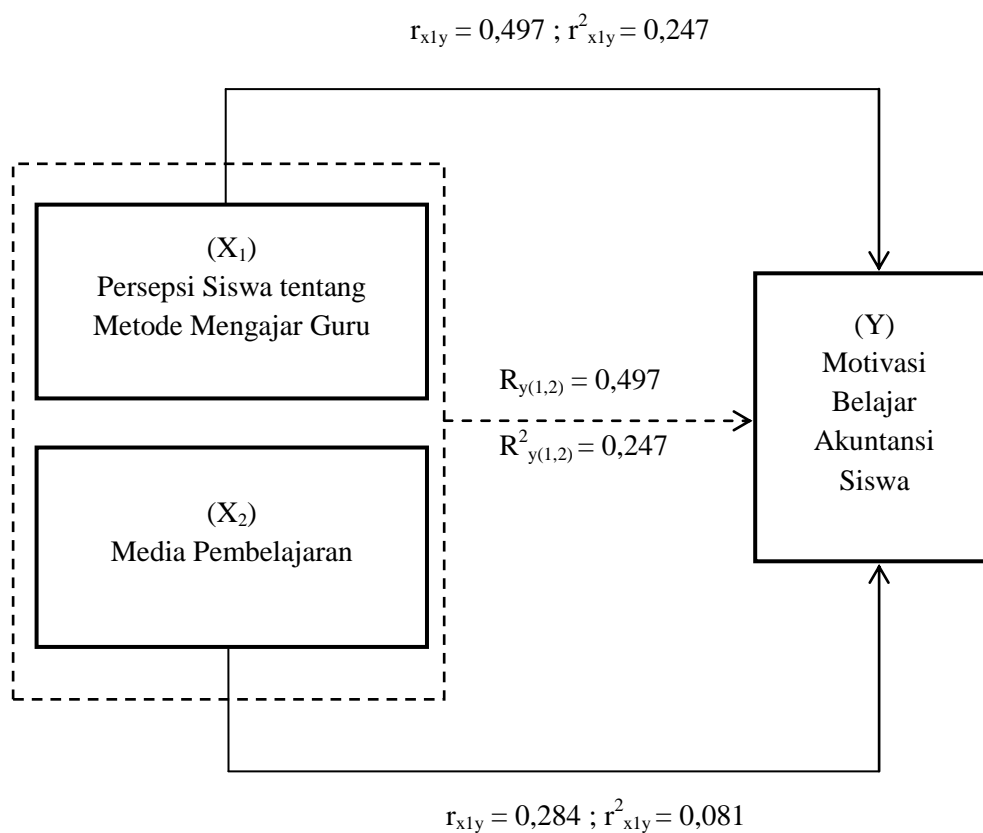 r_x1y = 0,497 ; r²_x1y = 0,247
(X₁)
Persepsi Siswa tentang
Metode Mengajar Guru
R_y(1,2) = 0,497
R²_y(1,2) = 0,247
(X₂)
Media Pembelajaran
(Y)
Motivasi
Belajar
Akuntansi
Siswa
r_x1y = 0,284 ; r²_x1y = 0,081